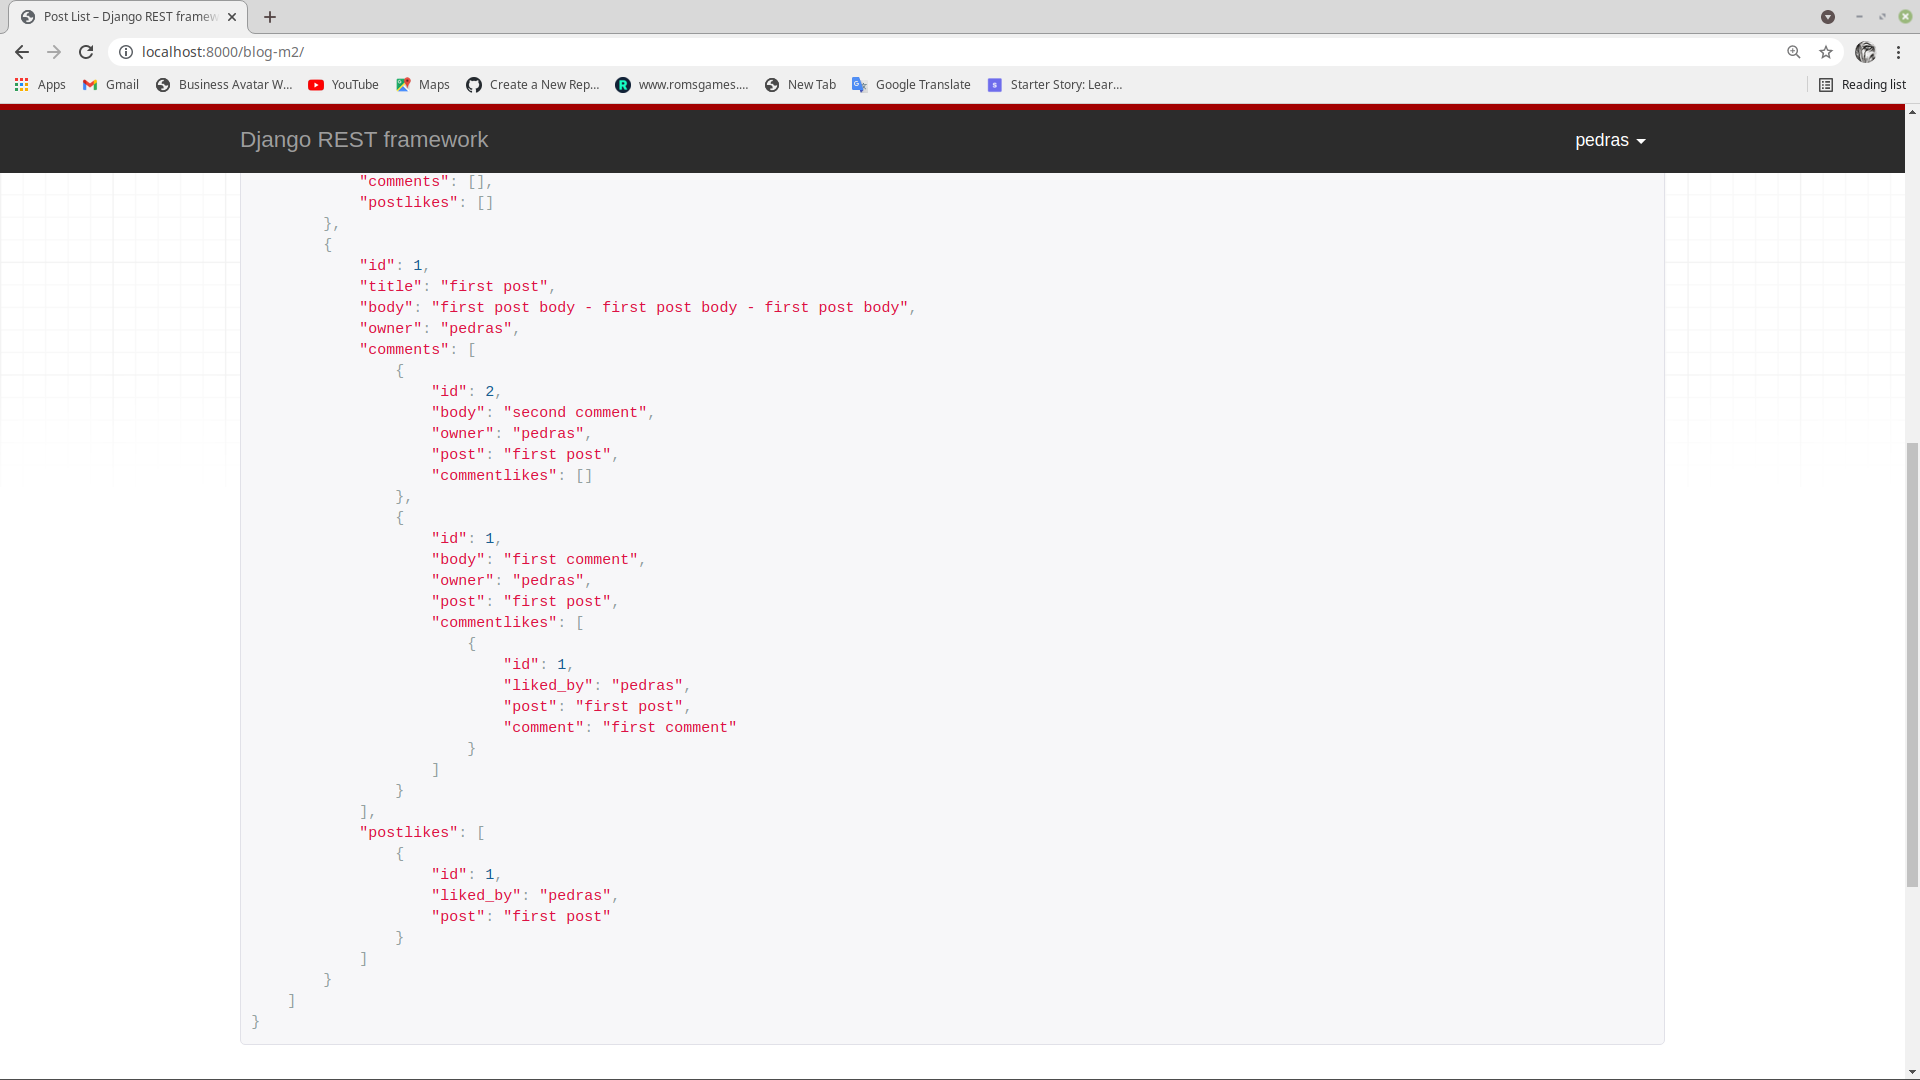 Post List – Django REST framew
localhost:8000/blog-m2/
Apps Gmail Business Avatar W... YouTube Maps Create a New Rep... www.romsgames.... New Tab Google Translate Starter Story: Lear... Reading list
Django REST framework pedras
"comments": [],
"postlikes": []
},
{
"id": 1,
"title": "first post",
"body": "first post body - first post body - first post body",
"owner": "pedras",
"comments": [
{
"id": 2,
"body": "second comment",
"owner": "pedras",
"post": "first post",
"commentlikes": []
},
{
"id": 1,
"body": "first comment",
"owner": "pedras",
"post": "first post",
"commentlikes": [
{
"id": 1,
"liked_by": "pedras",
"post": "first post",
"comment": "first comment"
}
]
}
],
"postlikes": [
{
"id": 1,
"liked_by": "pedras",
"post": "first post"
}
]
}
]
}